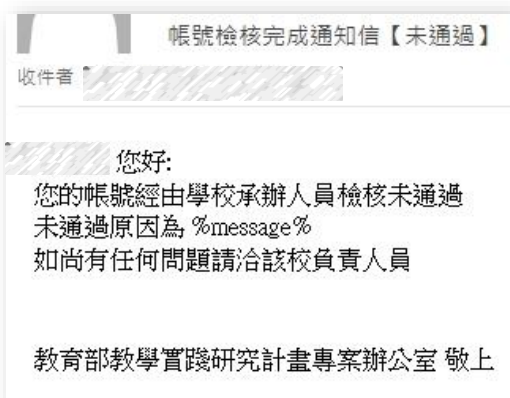 帳號檢核完成通知信【未通過】
收件者
您好:
您的帳號經由學校承辦人員檢核未通過
未通過原因為 %message%
如尚有任何問題請洽該校負責人員
教育部教學實踐研究計畫專案辦公室 敬上